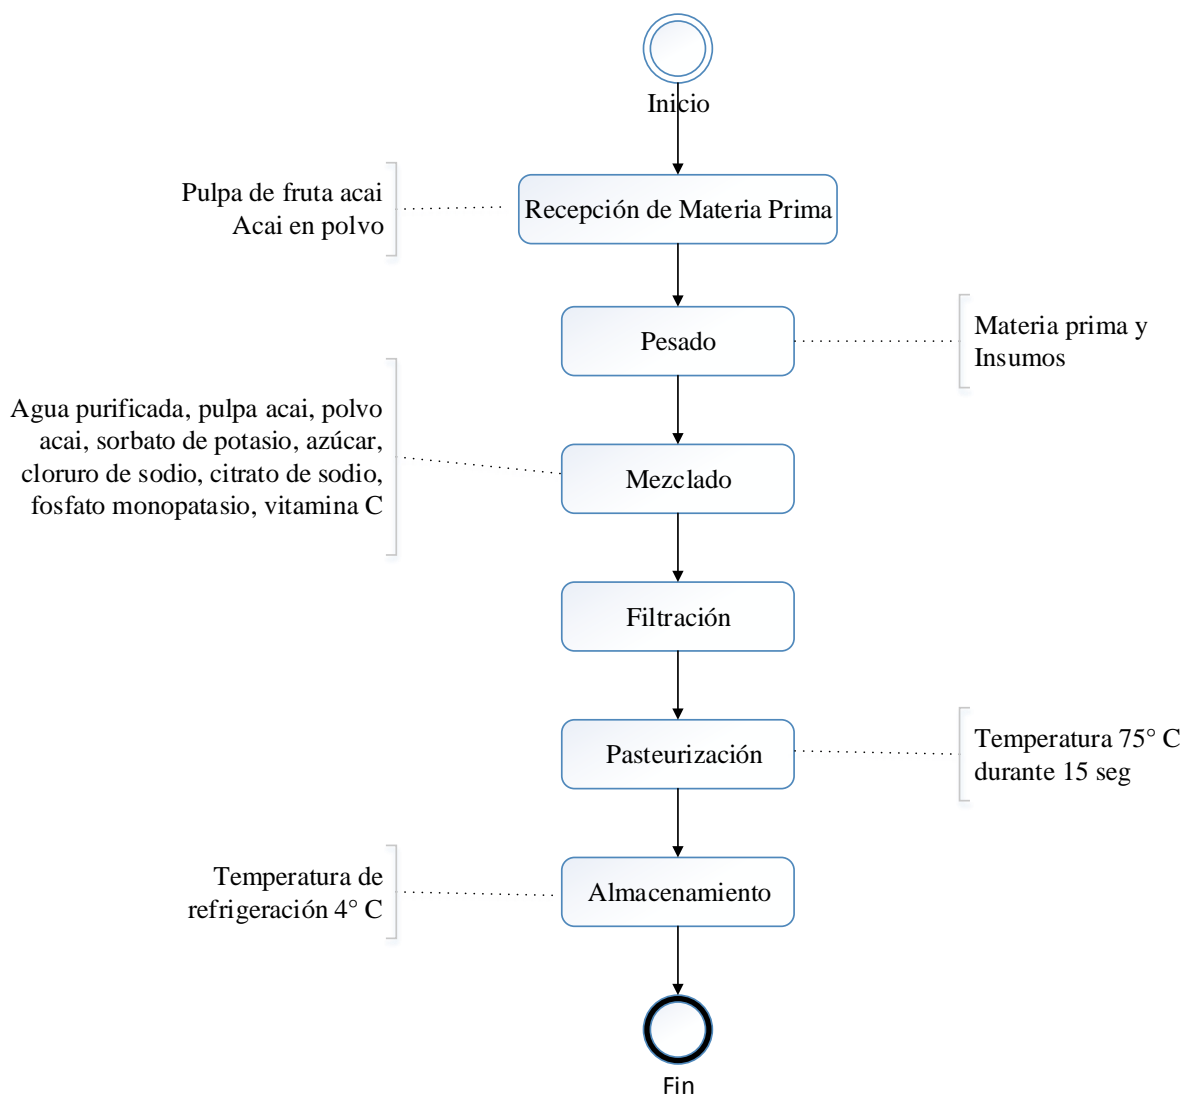 Inicio
Pulpa de fruta acai
Acai en polvo
Recepción de Materia Prima
Pesado
Materia prima y
Insumos
Agua purificada, pulpa acai, polvo
acai, sorbato de potasio, azúcar,
cloruro de sodio, citrato de sodio,
fosfato monopatasio, vitamina C
Mezclado
Filtración
Pasteurización
Temperatura 75° C
durante 15 seg
Temperatura de
refrigeración 4° C
Almacenamiento
Fin